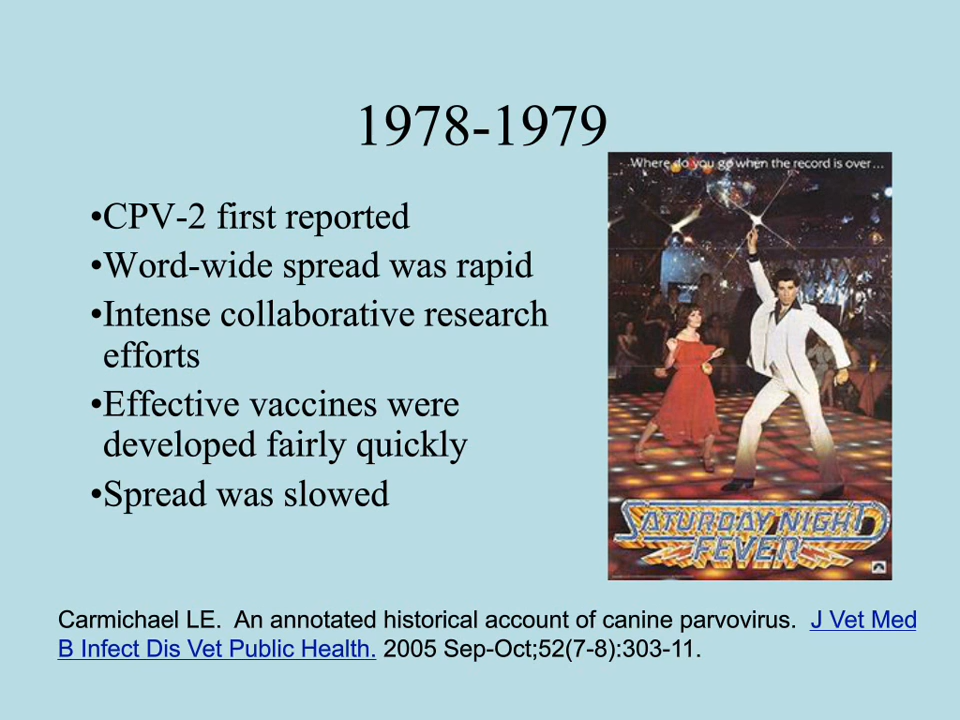 1978-1979
Where do you go when the record is over...
•CPV-2 first reported
•Word-wide spread was rapid
•Intense collaborative research
efforts
•Effective vaccines were
developed fairly quickly
•Spread was slowed
SATURDAY NIGHT
FEVER
Carmichael LE.  An annotated historical account of canine parvovirus.  J Vet Med
B Infect Dis Vet Public Health. 2005 Sep-Oct;52(7-8):303-11.